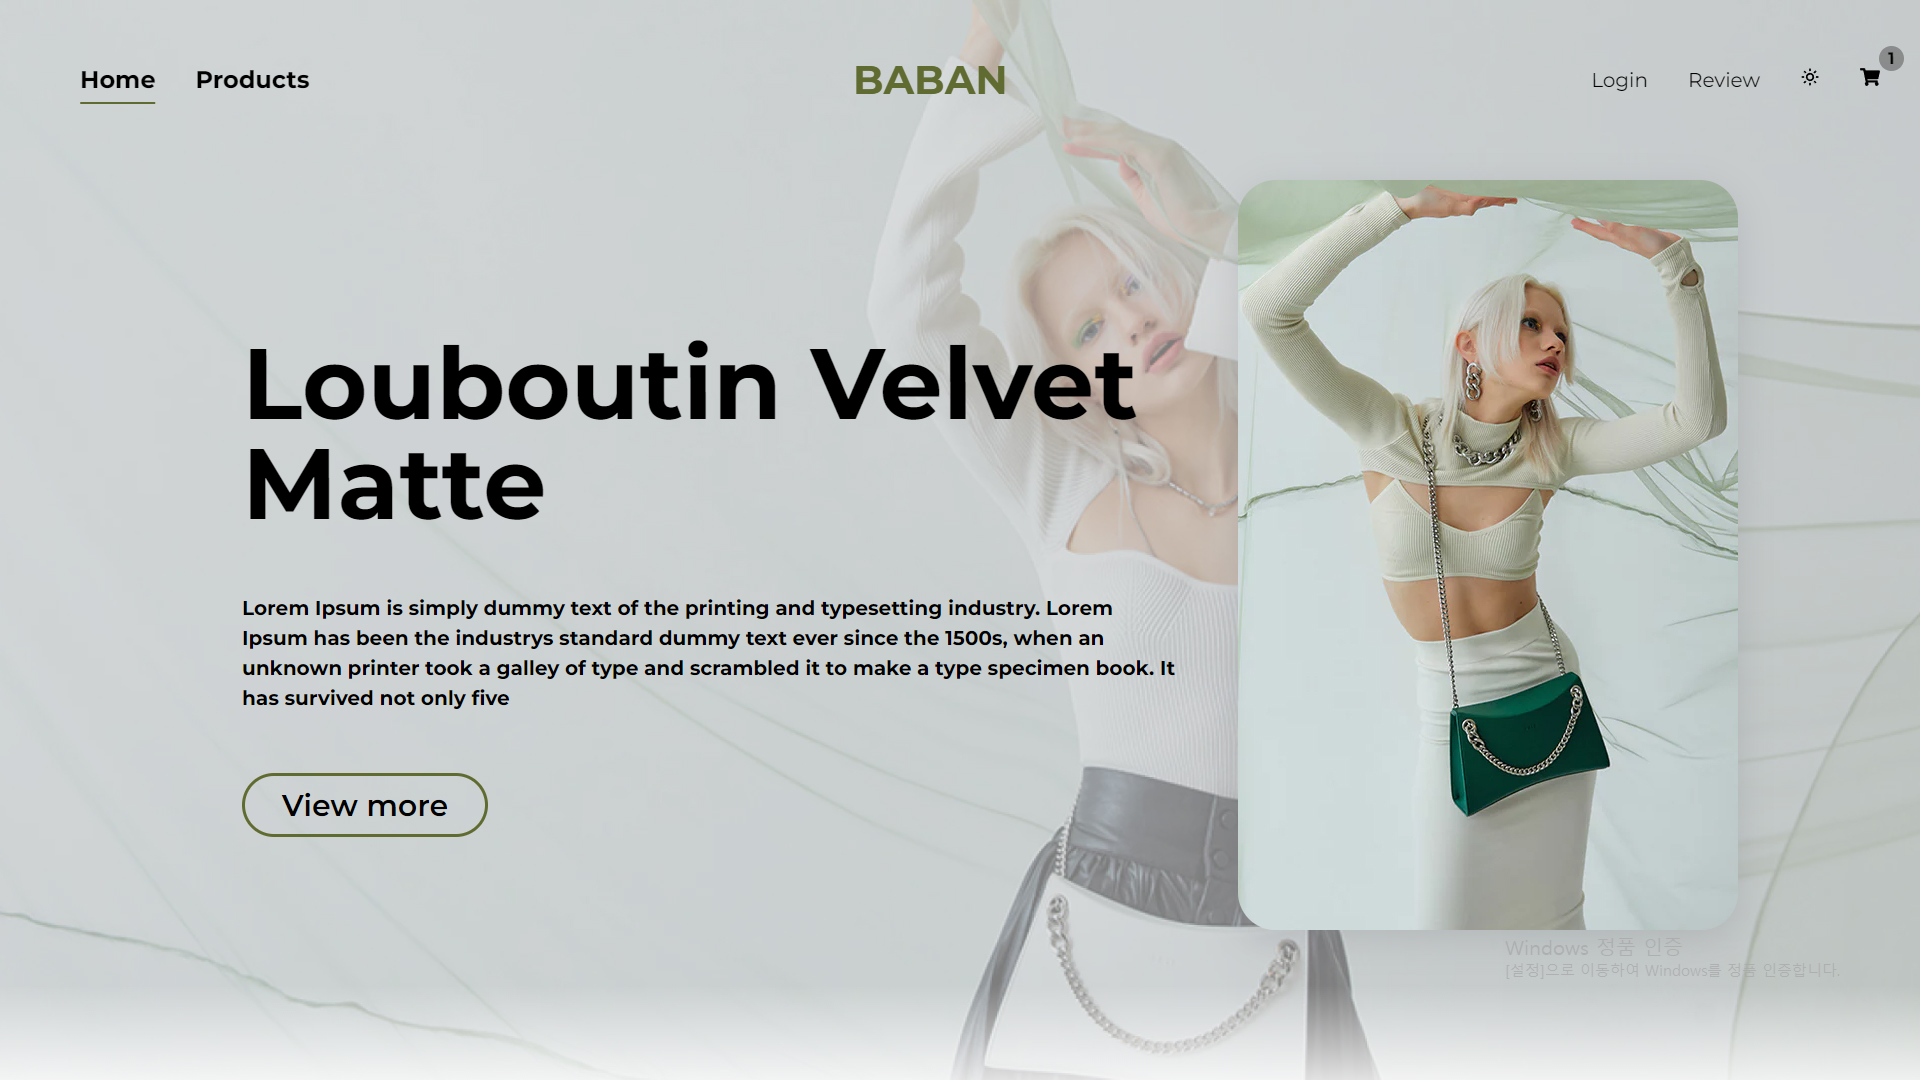 Home Products BABAN Login Review 1
Louboutin Velvet
Matte
Lorem Ipsum is simply dummy text of the printing and typesetting industry. Lorem
Ipsum has been the industrys standard dummy text ever since the 1500s, when an
unknown printer took a galley of type and scrambled it to make a type specimen book. It
has survived not only five
View more
Windows 정품 인증
[설정]으로 이동하여 Windows를 정품 인증합니다.